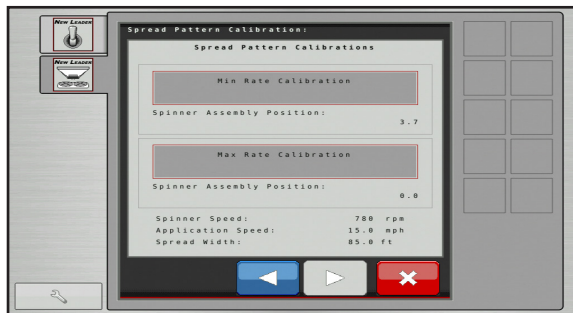 New Leader
New Leader
Spread Pattern Calibration:
Spread Pattern Calibrations
Min Rate Calibration
Spinner Assembly Position:
3.7
Max Rate Calibration
Spinner Assembly Position:
0.0
Spinner Speed: 780 rpm
Application Speed: 15.0 mph
Spread Width: 85.0 ft